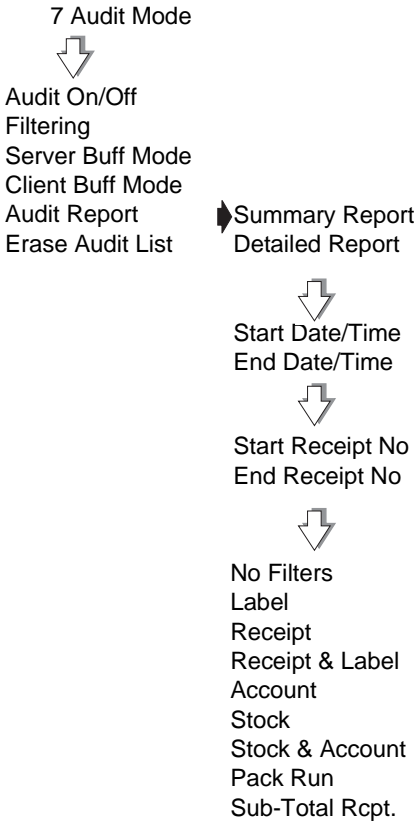 7 Audit Mode
Audit On/Off
Filtering
Server Buff Mode
Client Buff Mode
Audit Report
Erase Audit List
Summary Report
Detailed Report
Start Date/Time
End Date/Time
Start Receipt No
End Receipt No
No Filters
Label
Receipt
Receipt & Label
Account
Stock
Stock & Account
Pack Run
Sub-Total Rcpt.